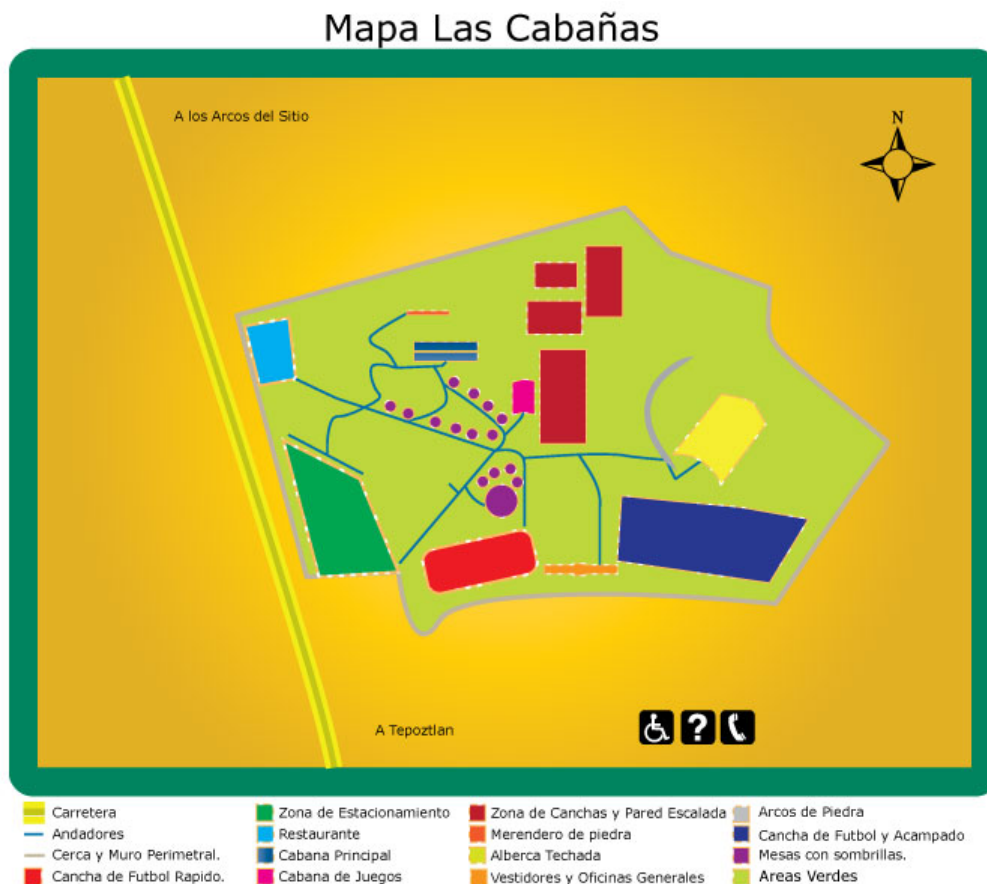 Mapa Las Cabañas
A los Arcos del Sitio
N
A Tepoztlan
?
Carretera
Andadores
Cerca y Muro Perimetral.
Cancha de Futbol Rapido.
Zona de Estacionamiento
Restaurante
Cabana Principal
Cabana de Juegos
Zona de Canchas y Pared Escalada
Merendero de piedra
Alberca Techada
Vestidores y Oficinas Generales
Arcos de Piedra
Cancha de Futbol y Acampado
Mesas con sombrillas.
Areas Verdes